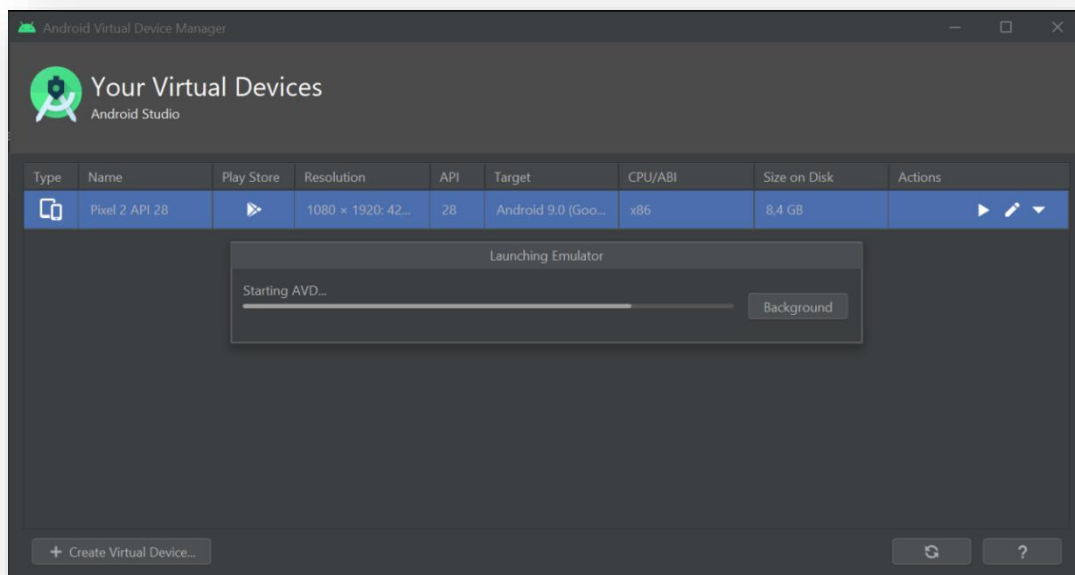 Android Virtual Device Manager
Your Virtual Devices
Android Studio
Type Name Play Store Resolution API Target CPU/ABI Size on Disk Actions
Pixel 2 API 28 1080 × 1920: 42... 28 Android 9.0 (Goo... x86 8,4 GB
Launching Emulator
Starting AVD...
Background
+ Create Virtual Device...
?